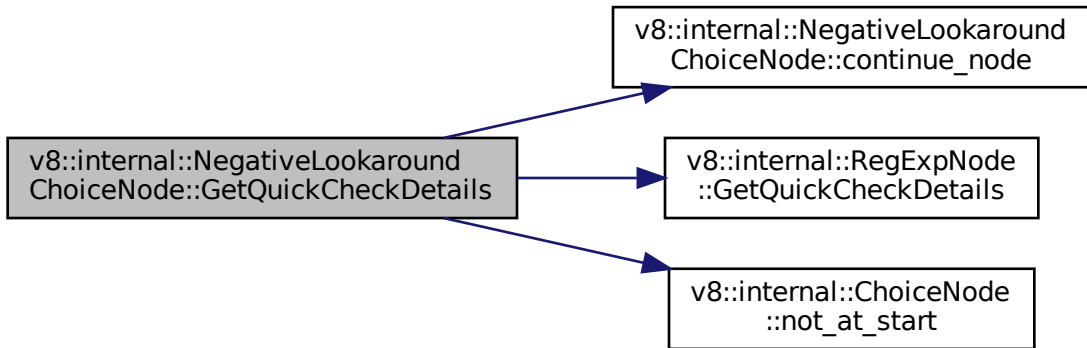 v8::internal::NegativeLookaround
ChoiceNode::continue_node
v8::internal::NegativeLookaround
ChoiceNode::GetQuickCheckDetails
v8::internal::RegExpNode
::GetQuickCheckDetails
v8::internal::ChoiceNode
::not_at_start